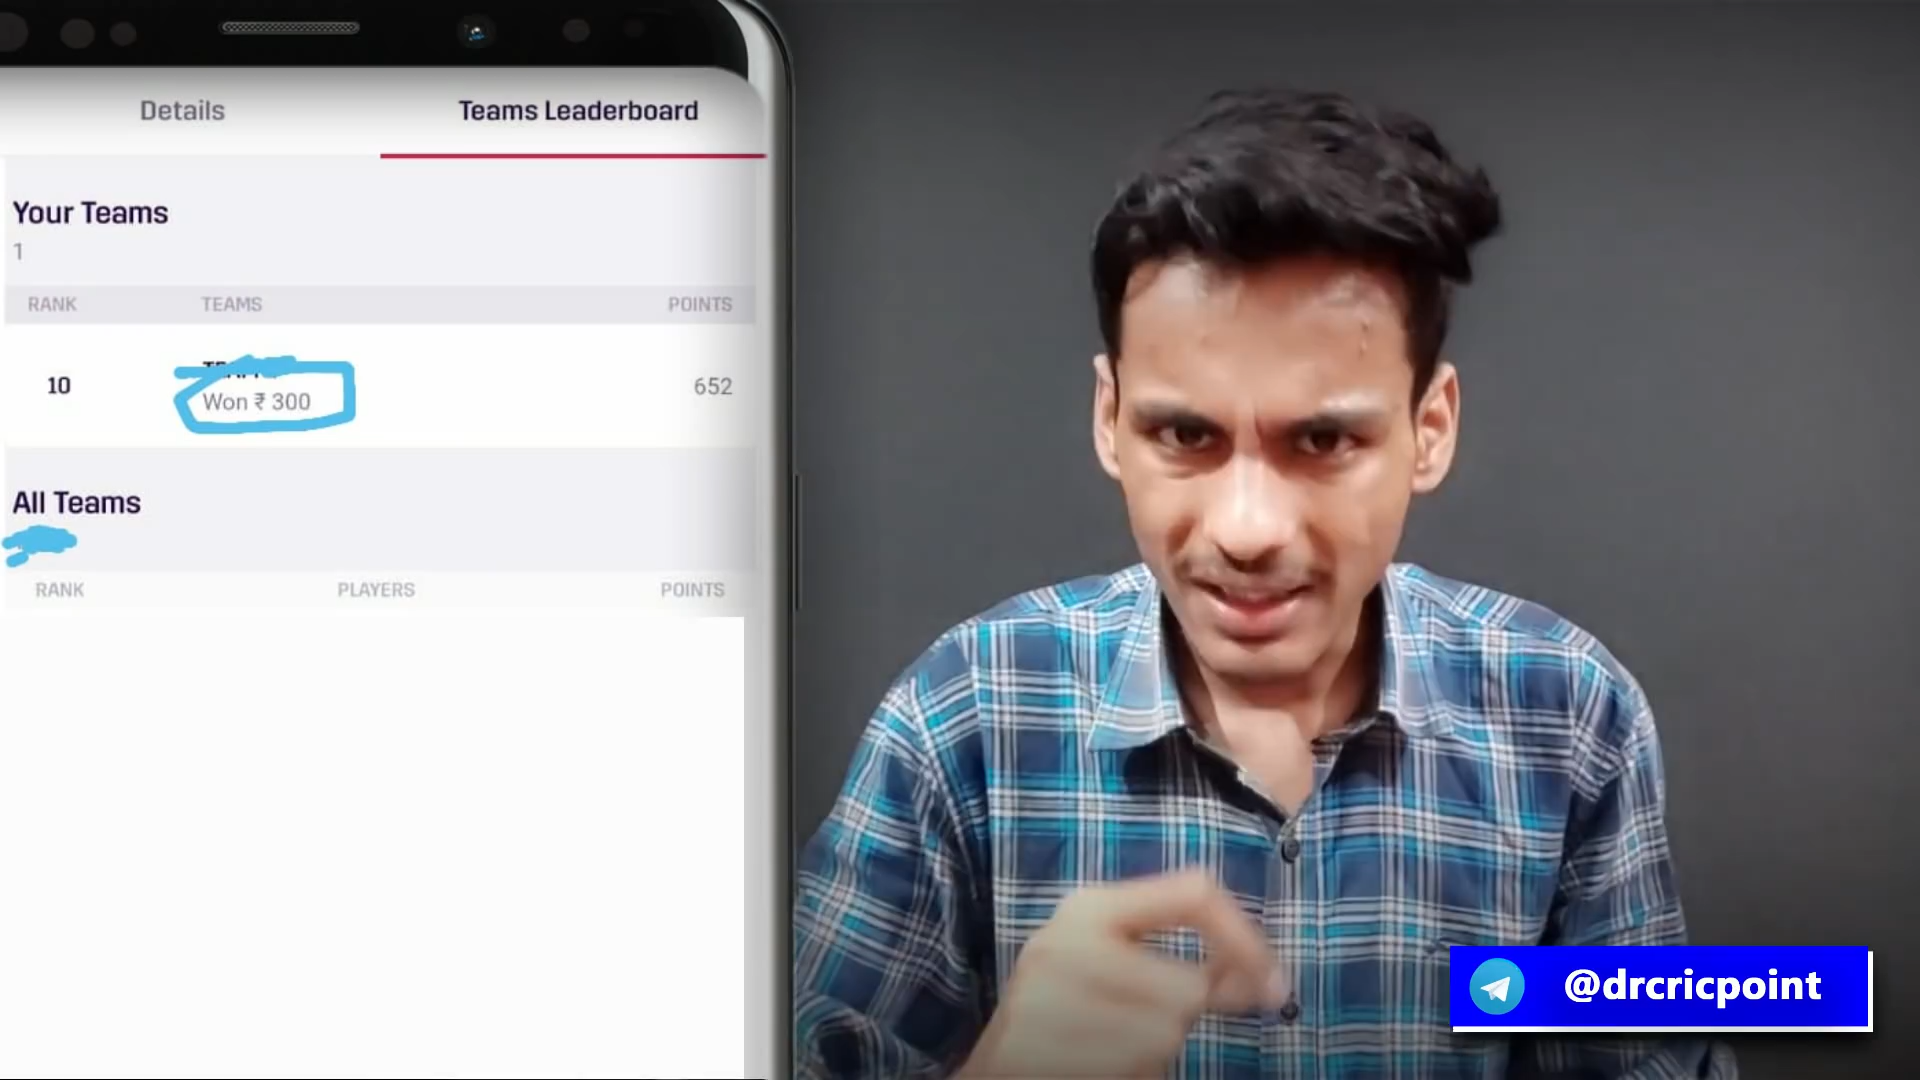 Details
Teams Leaderboard
Your Teams
1
RANK TEAMS POINTS
10
Won ₹ 300
652
All Teams
RANK PLAYERS POINTS
@drcricpoint